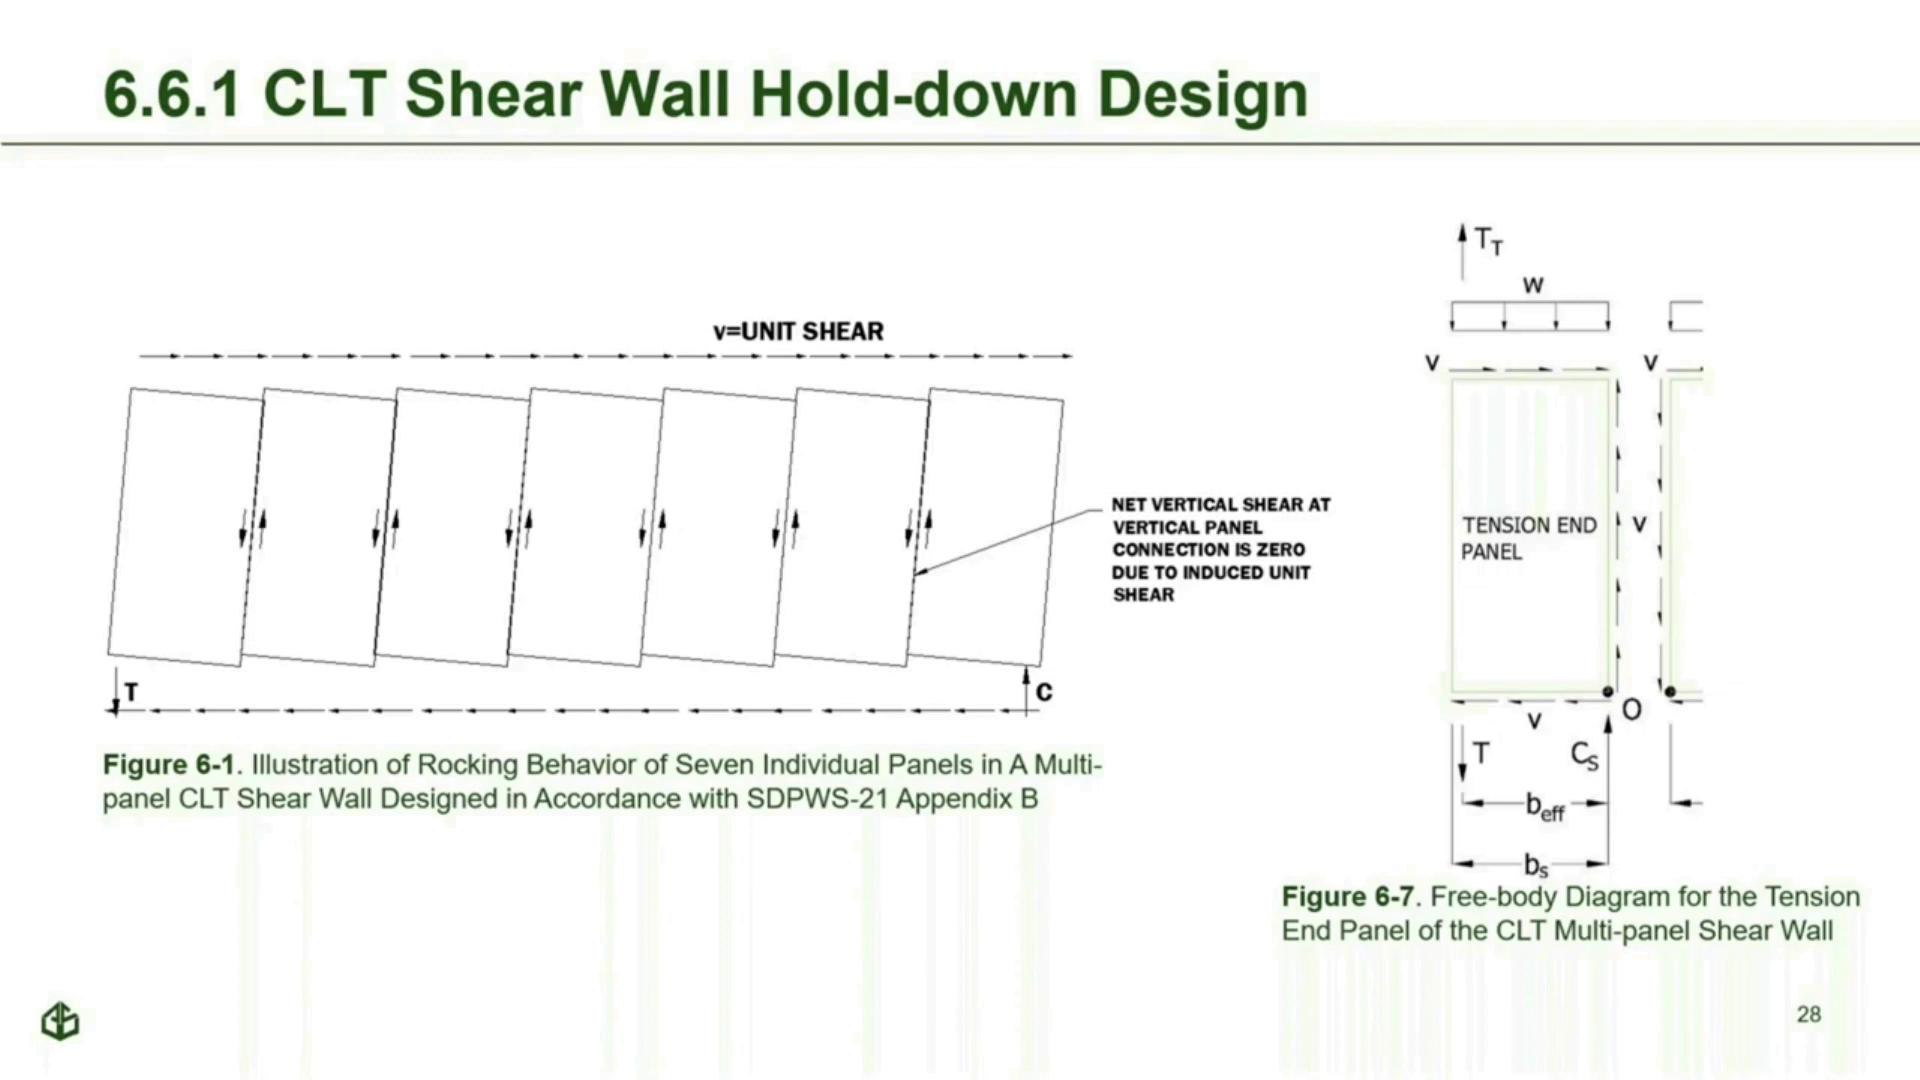 6.6.1 CLT Shear Wall Hold-down Design
v=UNIT SHEAR
NET VERTICAL SHEAR AT
VERTICAL PANEL
CONNECTION IS ZERO
DUE TO INDUCED UNIT
SHEAR
T
C
Figure 6-1. Illustration of Rocking Behavior of Seven Individual Panels in A Multi-
panel CLT Shear Wall Designed in Accordance with SDPWS-21 Appendix B
TT
w
v
v
TENSION END
PANEL
v
v
O
T
Cs
beff
bs
Figure 6-7. Free-body Diagram for the Tension
End Panel of the CLT Multi-panel Shear Wall
28